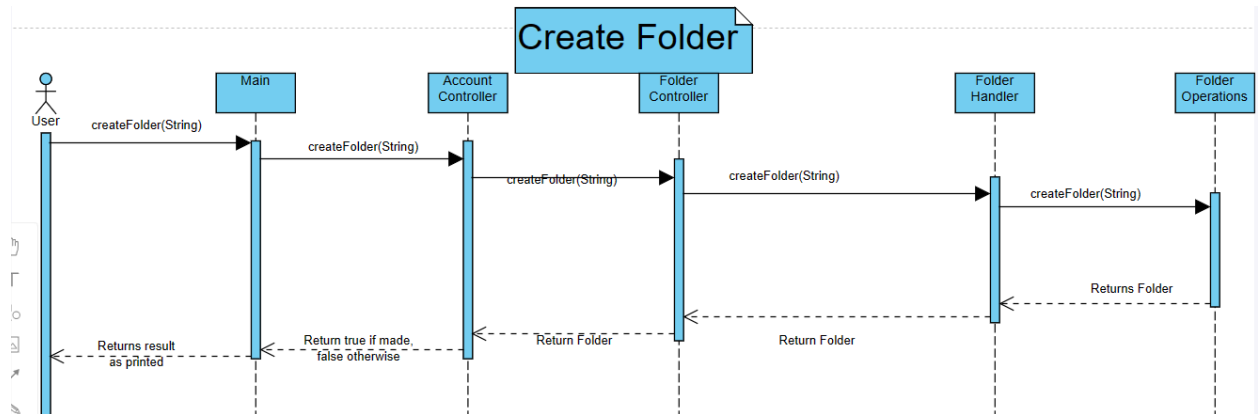 Create Folder
User
Main
Account
Controller
Folder
Controller
Folder
Handler
Folder
Operations
createFolder(String)
createFolder(String)
createFolder(String)
createFolder(String)
createFolder(String)
Returns Folder
Return Folder
Return Folder
Return true if made,
false otherwise
Returns result
as printed